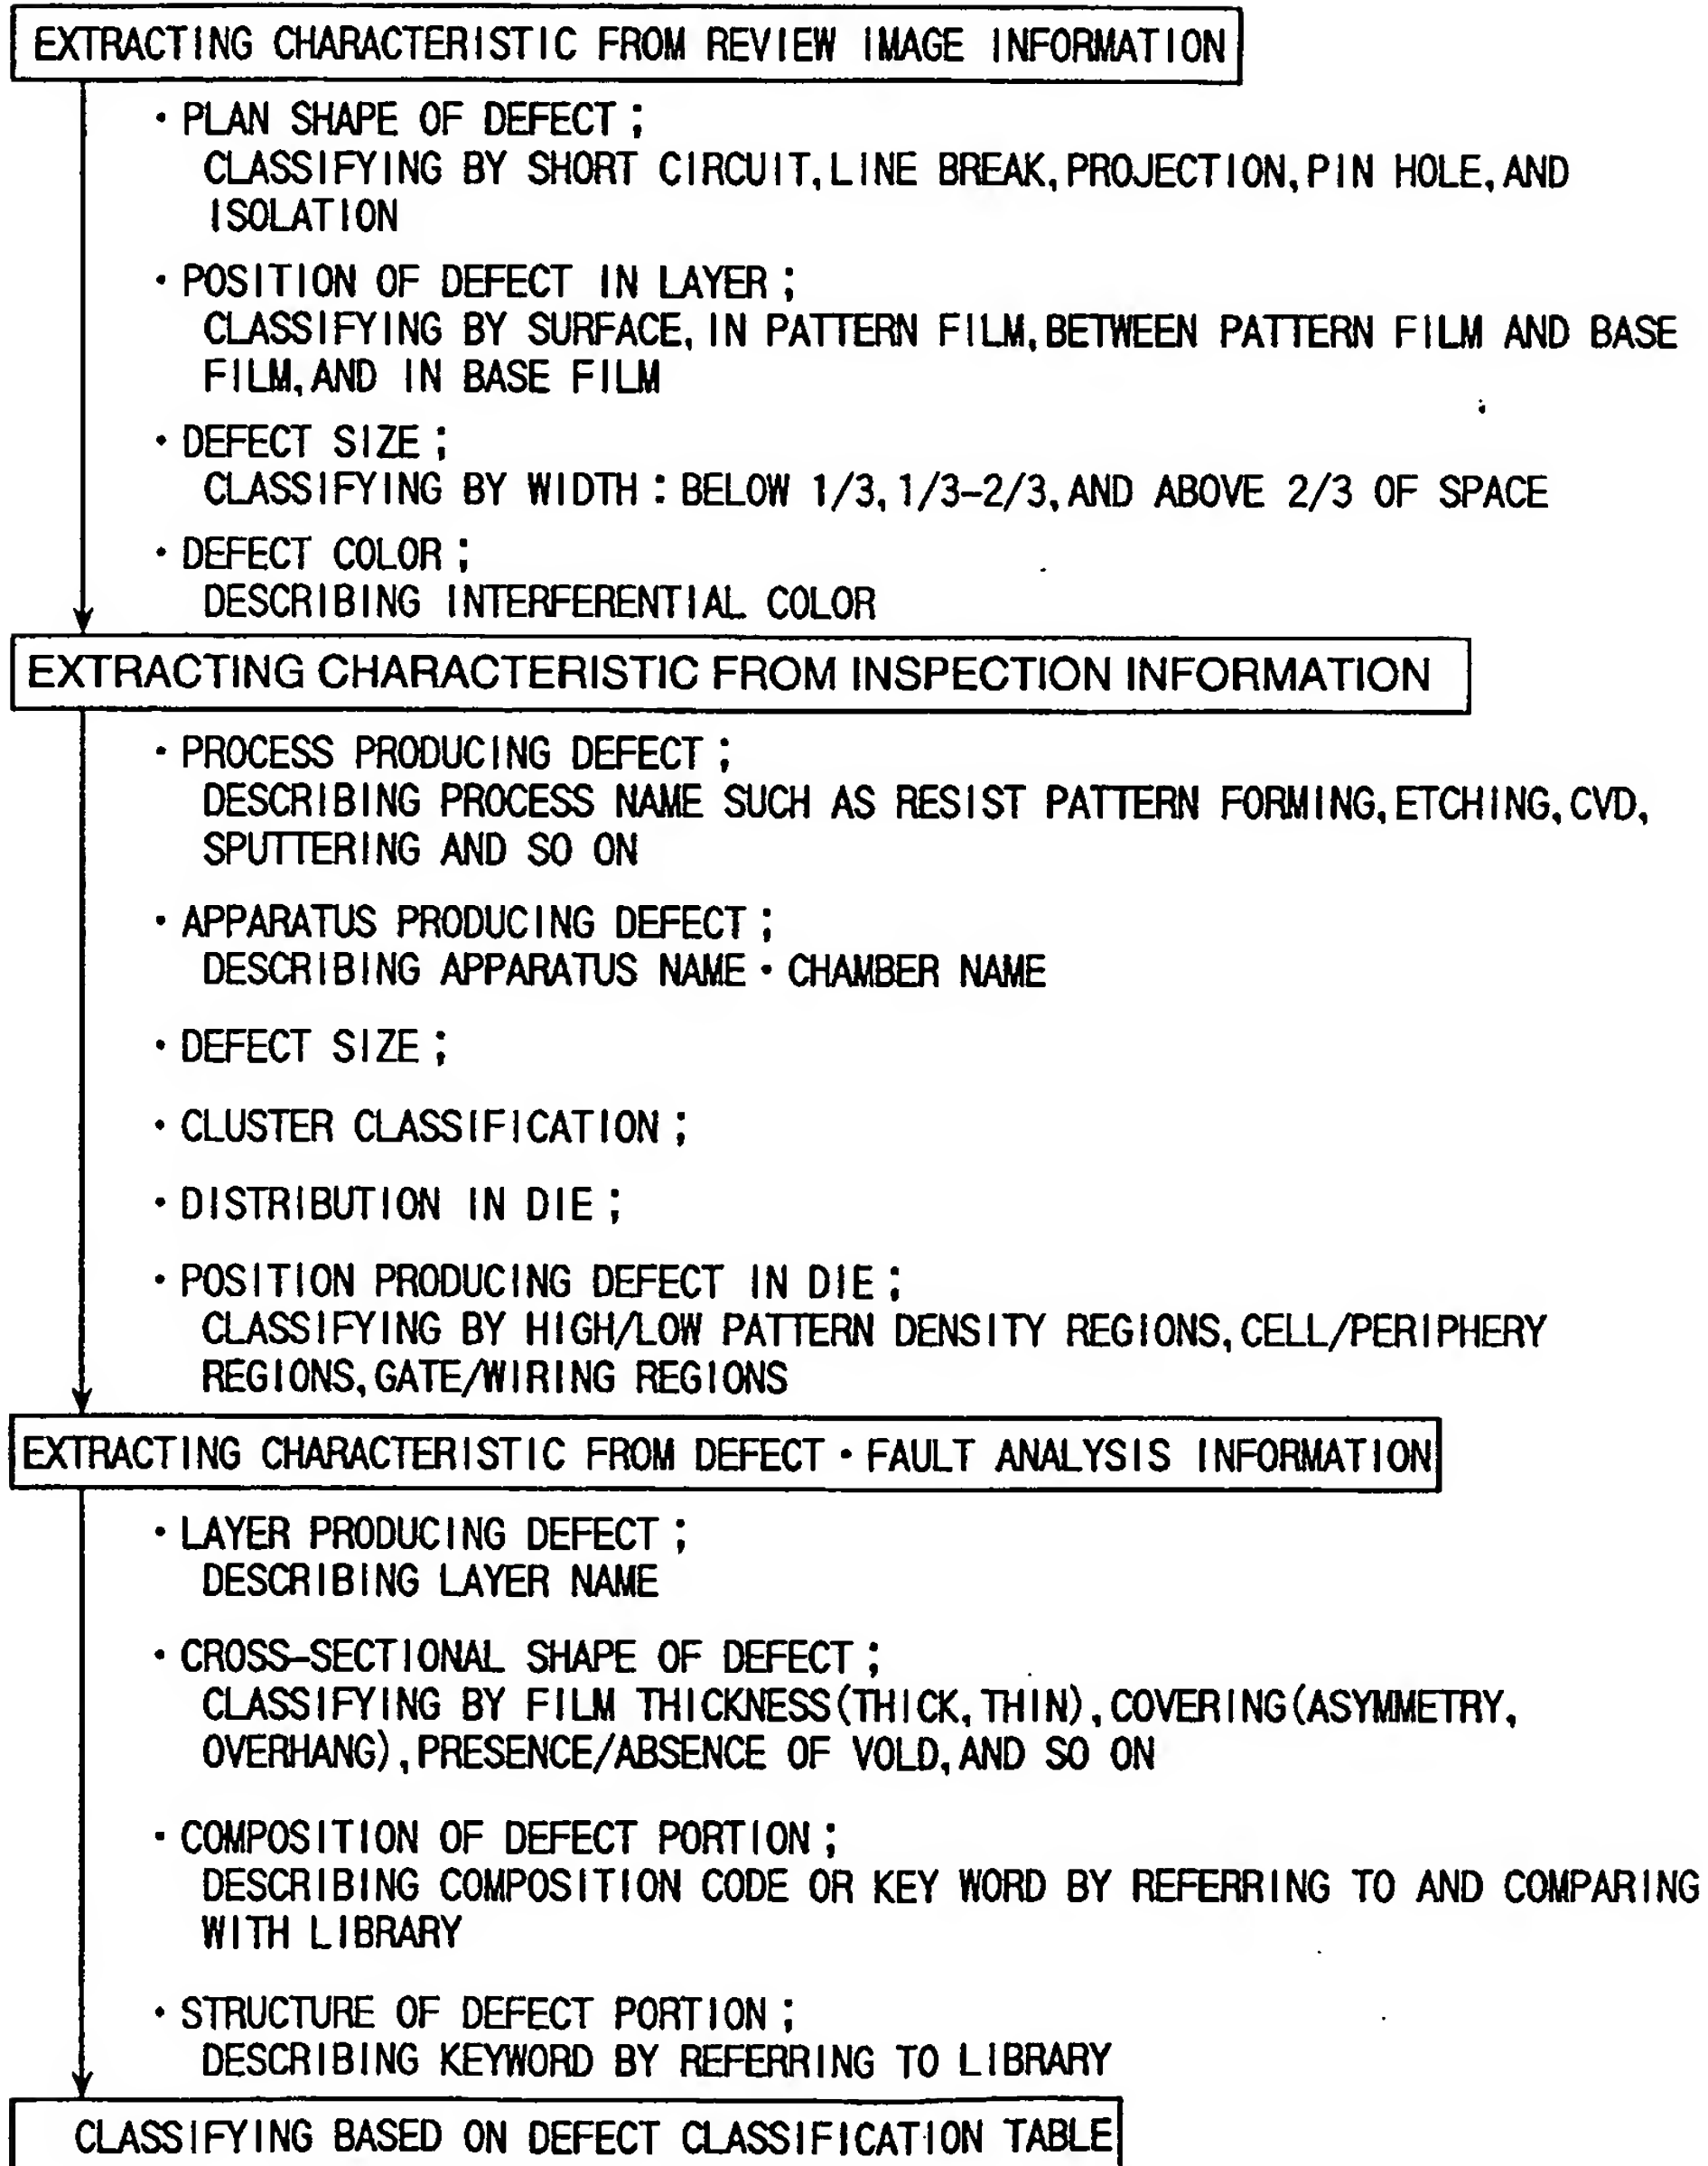 EXTRACTING CHARACTERISTIC FROM REVIEW IMAGE INFORMATION
・PLAN SHAPE OF DEFECT;
CLASSIFYING BY SHORT CIRCUIT, LINE BREAK, PROJECTION, PIN HOLE, AND
ISOLATION
・POSITION OF DEFECT IN LAYER;
CLASSIFYING BY SURFACE, IN PATTERN FILM, BETWEEN PATTERN FILM AND BASE
FILM, AND IN BASE FILM
・DEFECT SIZE;
CLASSIFYING BY WIDTH: BELOW 1/3, 1/3-2/3, AND ABOVE 2/3 OF SPACE
・DEFECT COLOR;
DESCRIBING INTERFERENTIAL COLOR
EXTRACTING CHARACTERISTIC FROM INSPECTION INFORMATION
・PROCESS PRODUCING DEFECT;
DESCRIBING PROCESS NAME SUCH AS RESIST PATTERN FORMING, ETCHING, CVD,
SPUTTERING AND SO ON
・APPARATUS PRODUCING DEFECT;
DESCRIBING APPARATUS NAME・CHAMBER NAME
・DEFECT SIZE;
・CLUSTER CLASSIFICATION;
・DISTRIBUTION IN DIE;
・POSITION PRODUCING DEFECT IN DIE;
CLASSIFYING BY HIGH/LOW PATTERN DENSITY REGIONS, CELL/PERIPHERY
REGIONS, GATE/WIRING REGIONS
EXTRACTING CHARACTERISTIC FROM DEFECT・FAULT ANALYSIS INFORMATION
・LAYER PRODUCING DEFECT;
DESCRIBING LAYER NAME
・CROSS-SECTIONAL SHAPE OF DEFECT;
CLASSIFYING BY FILM THICKNESS(THICK, THIN), COVERING(ASYMMETRY,
OVERHANG), PRESENCE/ABSENCE OF VOLD, AND SO ON
・COMPOSITION OF DEFECT PORTION;
DESCRIBING COMPOSITION CODE OR KEY WORD BY REFERRING TO AND COMPARING
WITH LIBRARY
・STRUCTURE OF DEFECT PORTION;
DESCRIBING KEYWORD BY REFERRING TO LIBRARY
CLASSIFYING BASED ON DEFECT CLASSIFICATION TABLE